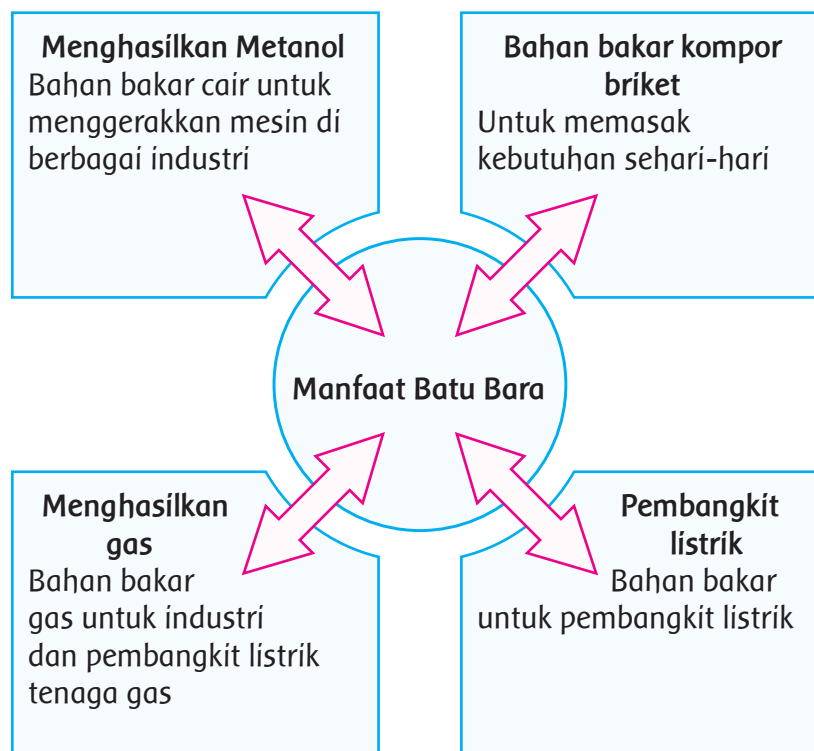 Menghasilkan Metanol
Bahan bakar cair untuk
menggerakkan mesin di
berbagai industri
Bahan bakar kompor
briket
Untuk memasak
kebutuhan sehari-hari
Manfaat Batu Bara
Menghasilkan
gas
Bahan bakar
gas untuk industri
dan pembangkit listrik
tenaga gas
Pembangkit
listrik
Bahan bakar
untuk pembangkit listrik